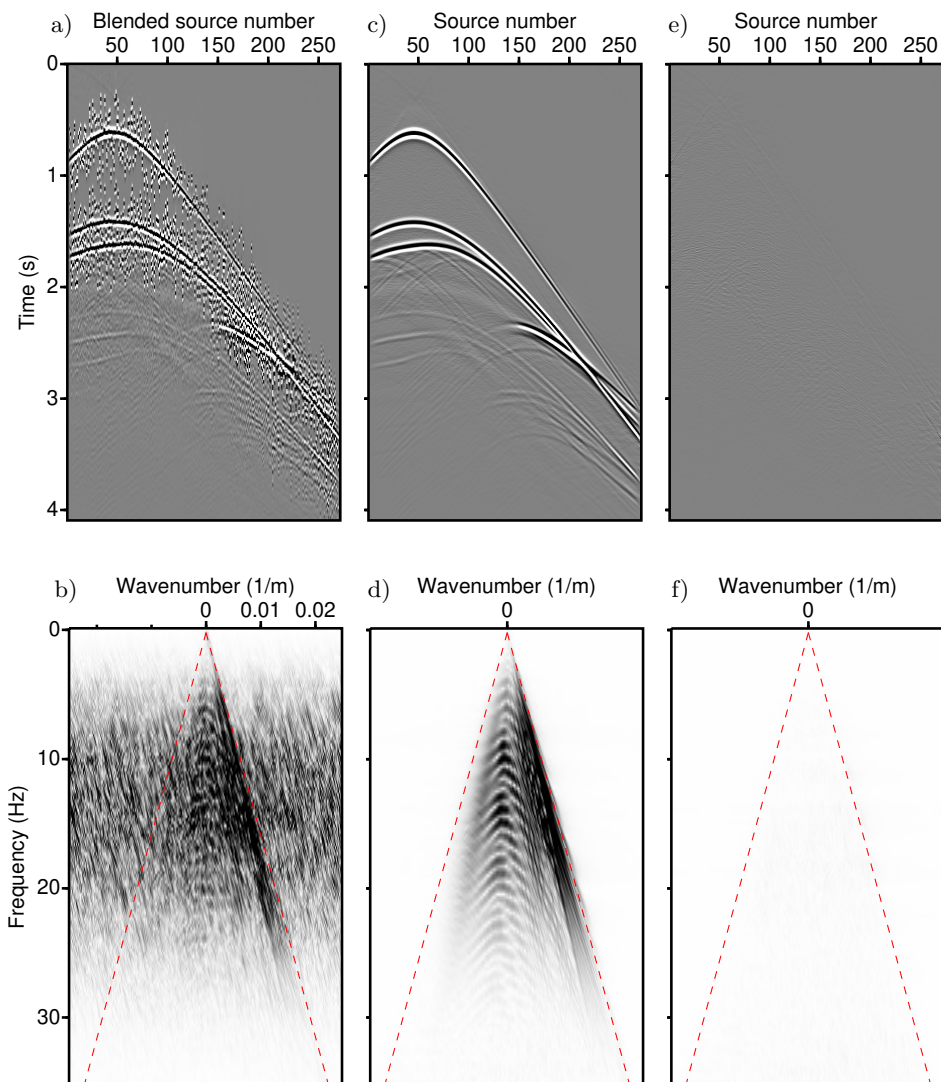 a) Blended source number
50 100 150 200 250
c) Source number
50 100 150 200 250
e) Source number
50 100 150 200 250
0
1
2
3
4
Time (s)
b) Wavenumber (1/m)
0 0.01 0.02
d) Wavenumber (1/m)
0
f) Wavenumber (1/m)
0
0
10
20
30
Frequency (Hz)